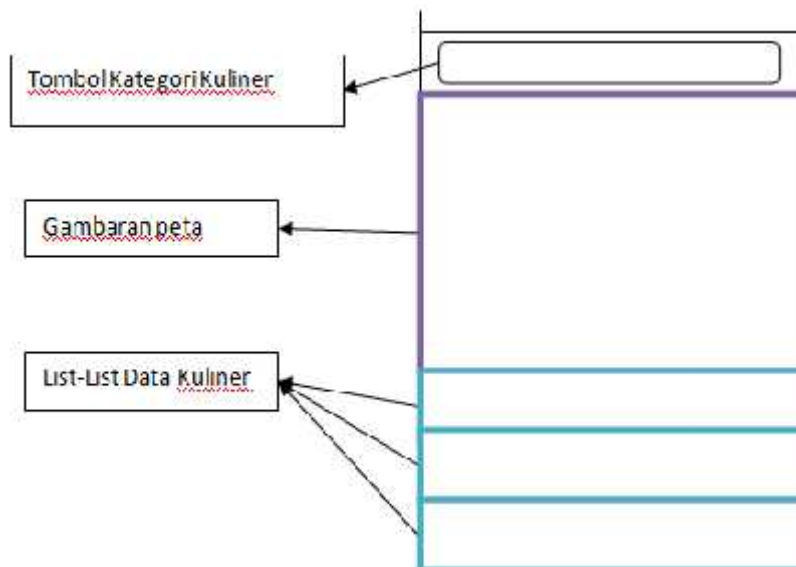 Tombol Kategori Kuliner
Gambaran peta
List-List Data Kuliner